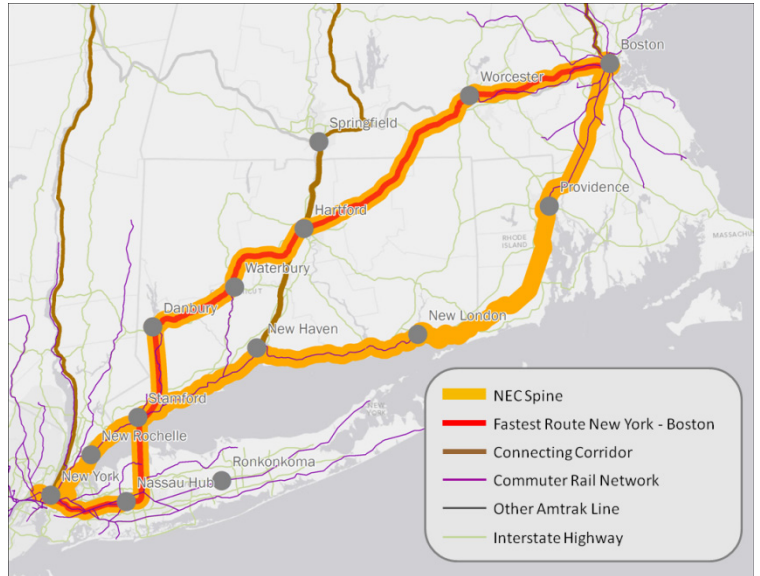 Boston
Worcester
Springfield
Providence
Hartford
RHODE
ISLAND
MASSACHU
Waterbury
Danbury
New Haven
New London
Stamford
New Rochelle
Ronkonkoma
New York
Nassau Hub
NEC Spine
Fastest Route New York - Boston
Connecting Corridor
Commuter Rail Network
Other Amtrak Line
Interstate Highway